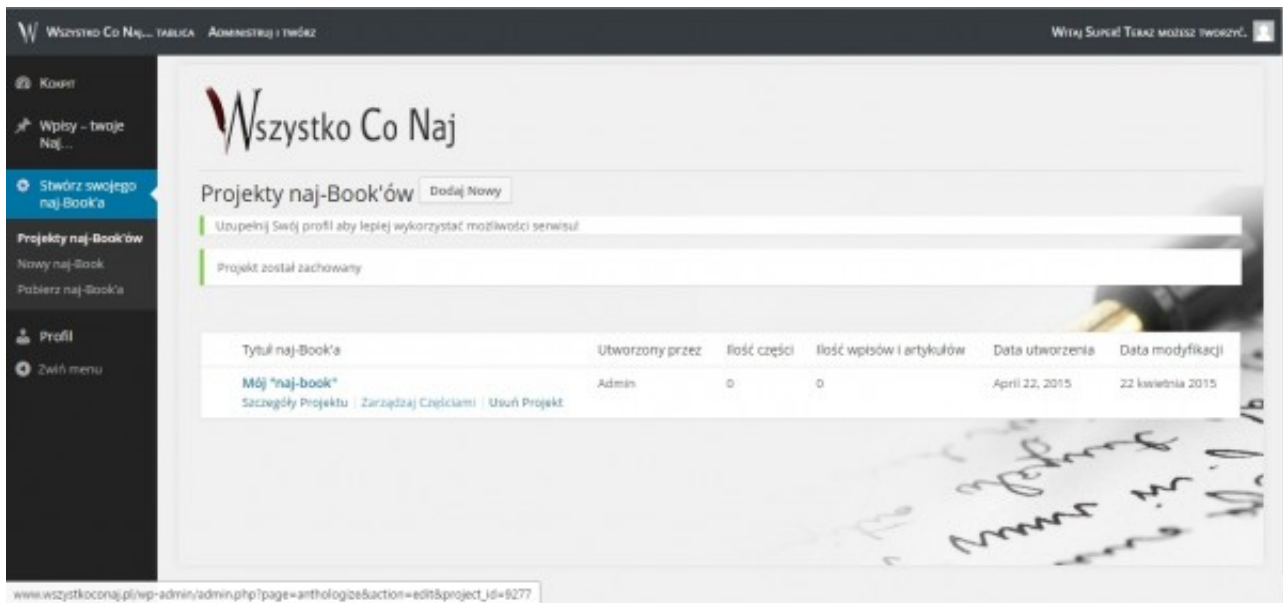 Wszystko Co Naj... tablica Administruj i twórz Witaj Super! Teraz możesz tworzyć.
Kokpit
Wpisy – twoje
Naj...
Stwórz swojego
naj-Book'a
Projekty naj-Book'ów
Nowy naj-Book
Pobierz naj-Book'a
Profil
Zwiń menu
Wszystko Co Naj
Projekty naj-Book'ów Dodaj Nowy
Uzupełnij Swój profil aby lepiej wykorzystać możliwości serwisu!
Projekt został zachowany
Tytuł naj-Book'a Utworzony przez Ilość części Ilość wpisów i artykułów Data utworzenia Data modyfikacji
Mój "naj-book" Admin 0 0 April 22, 2015 22 kwietnia 2015
Szczegóły Projektu | Zarządzaj Częściami | Usuń Projekt
www.wszystkoconaj.pl/wp-admin/admin.php?page=anthologize&action=edit&project_id=9277